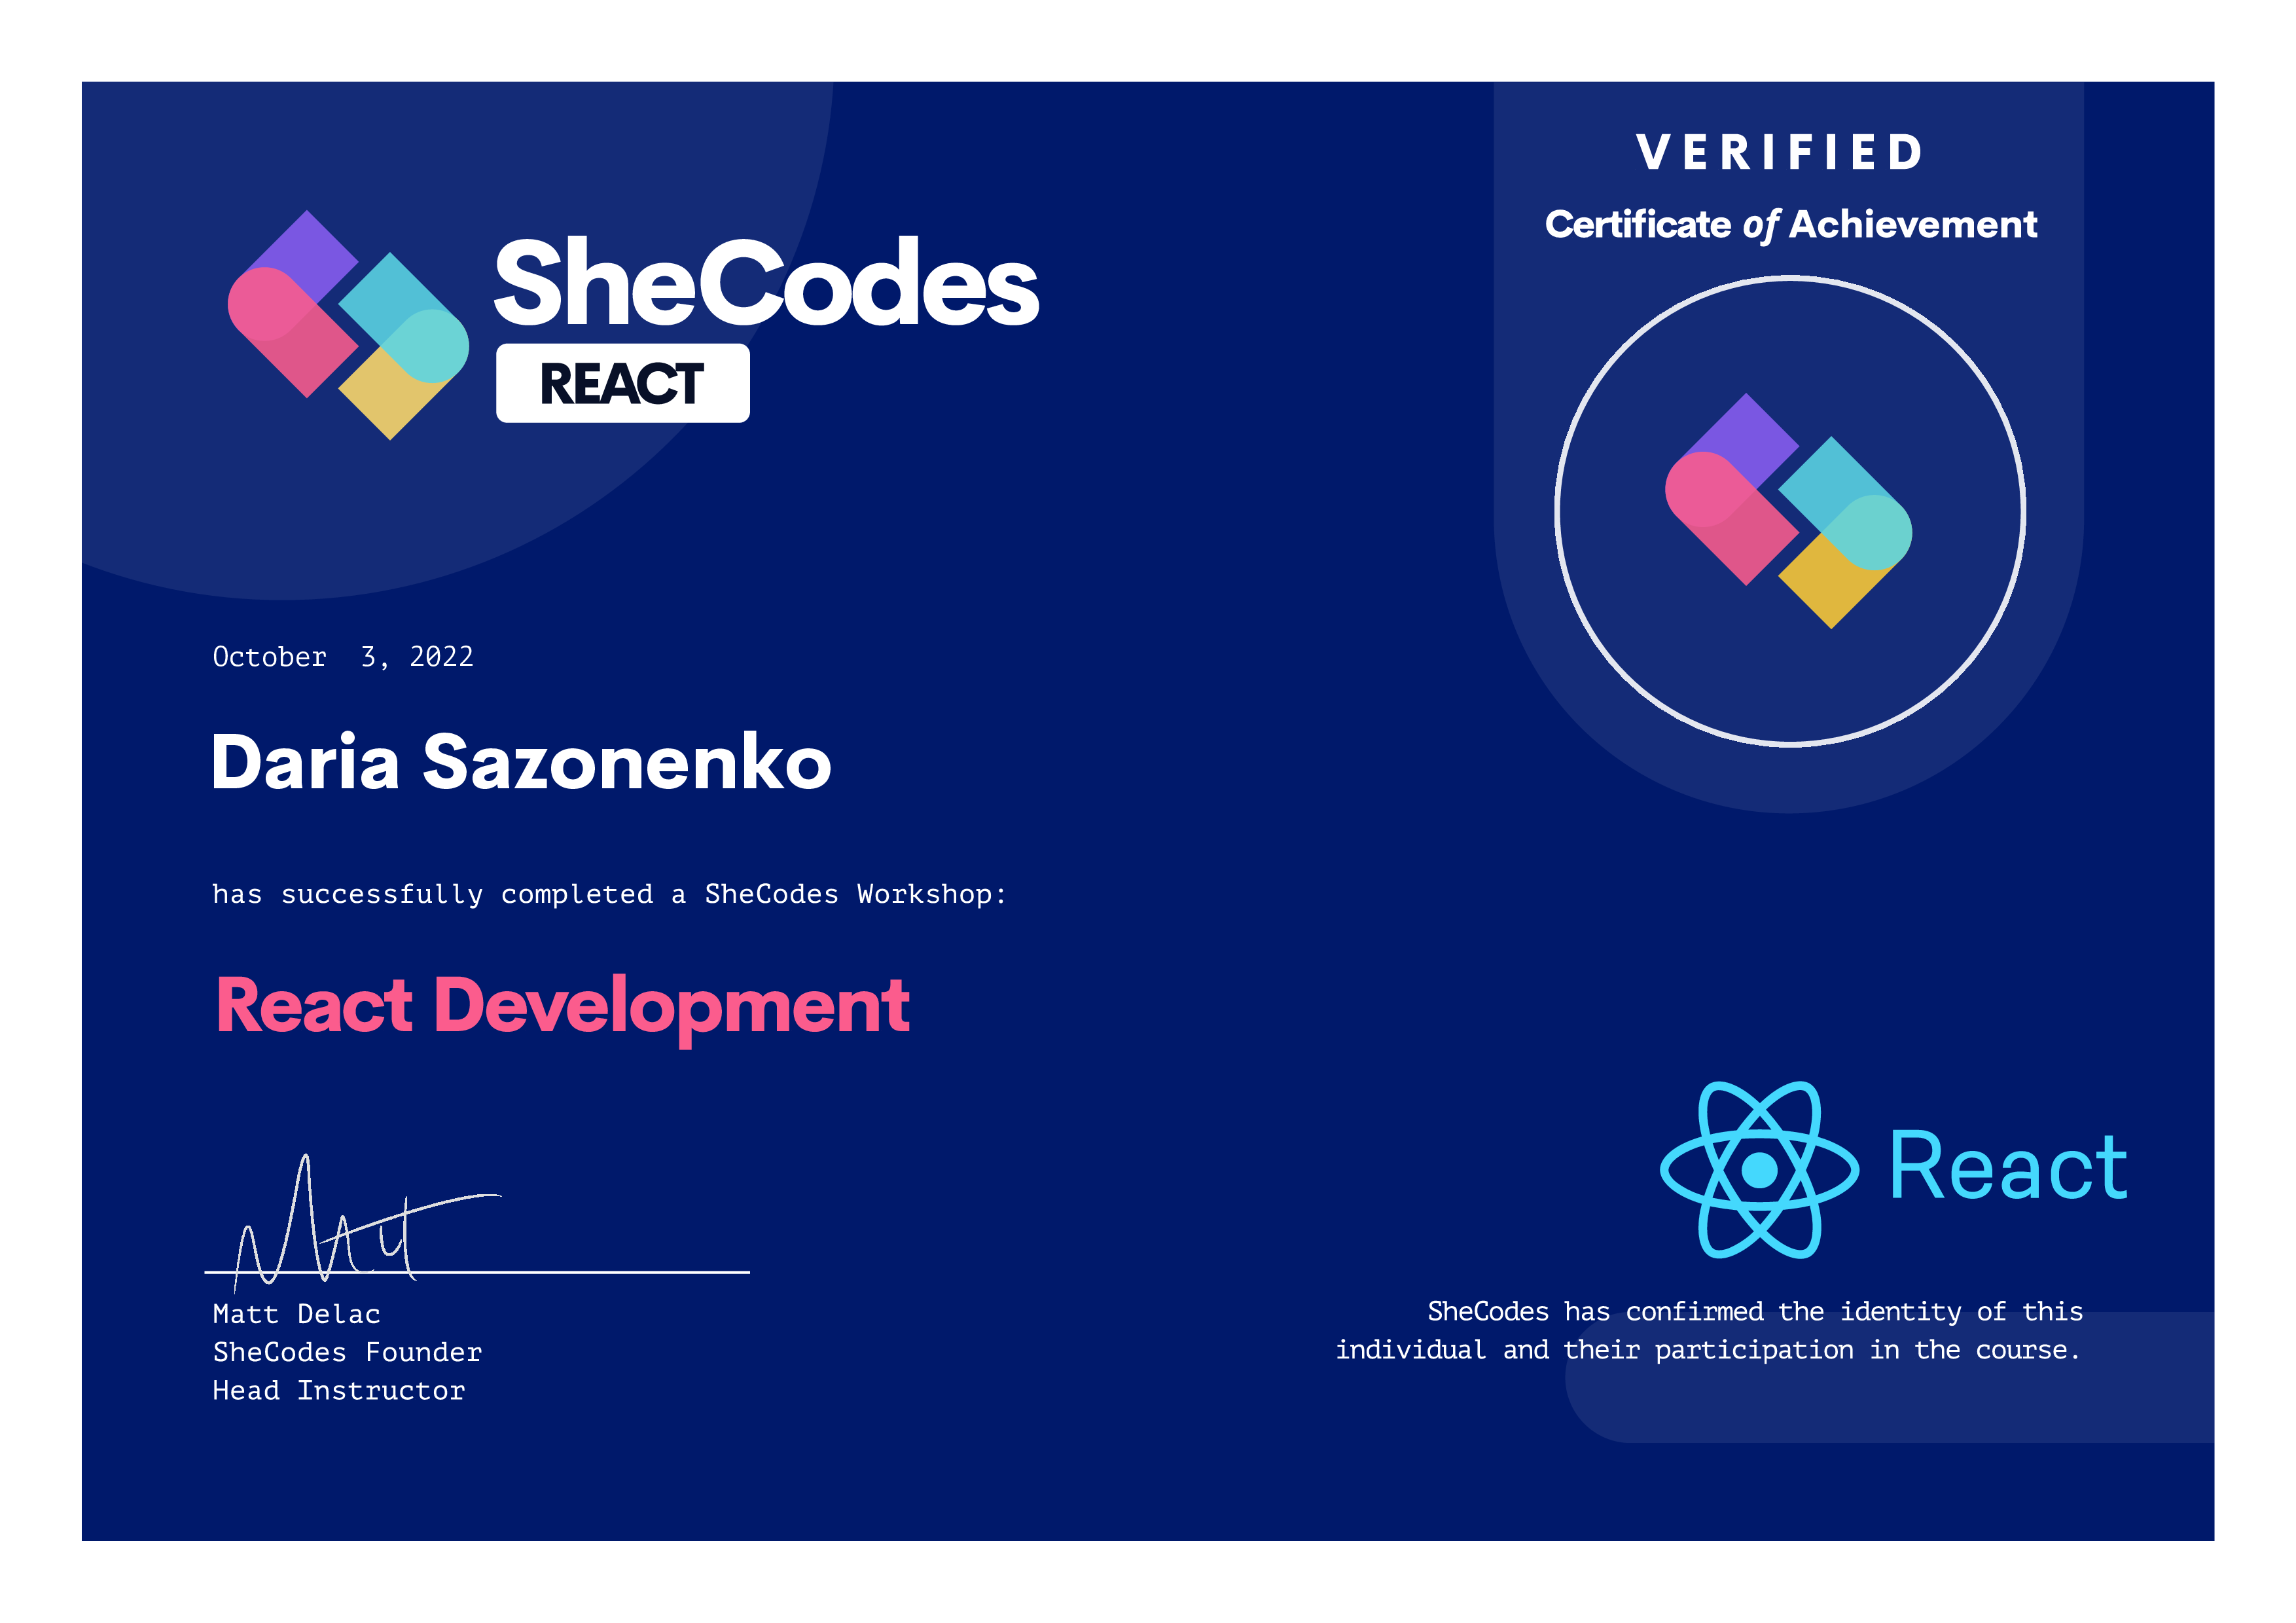 VERIFIED
Certificate of Achievement
SheCodes
REACT
October  3, 2022
Daria Sazonenko
has successfully completed a SheCodes Workshop:
React Development
React
Matt
Matt Delac
SheCodes Founder
Head Instructor
SheCodes has confirmed the identity of this
individual and their participation in the course.